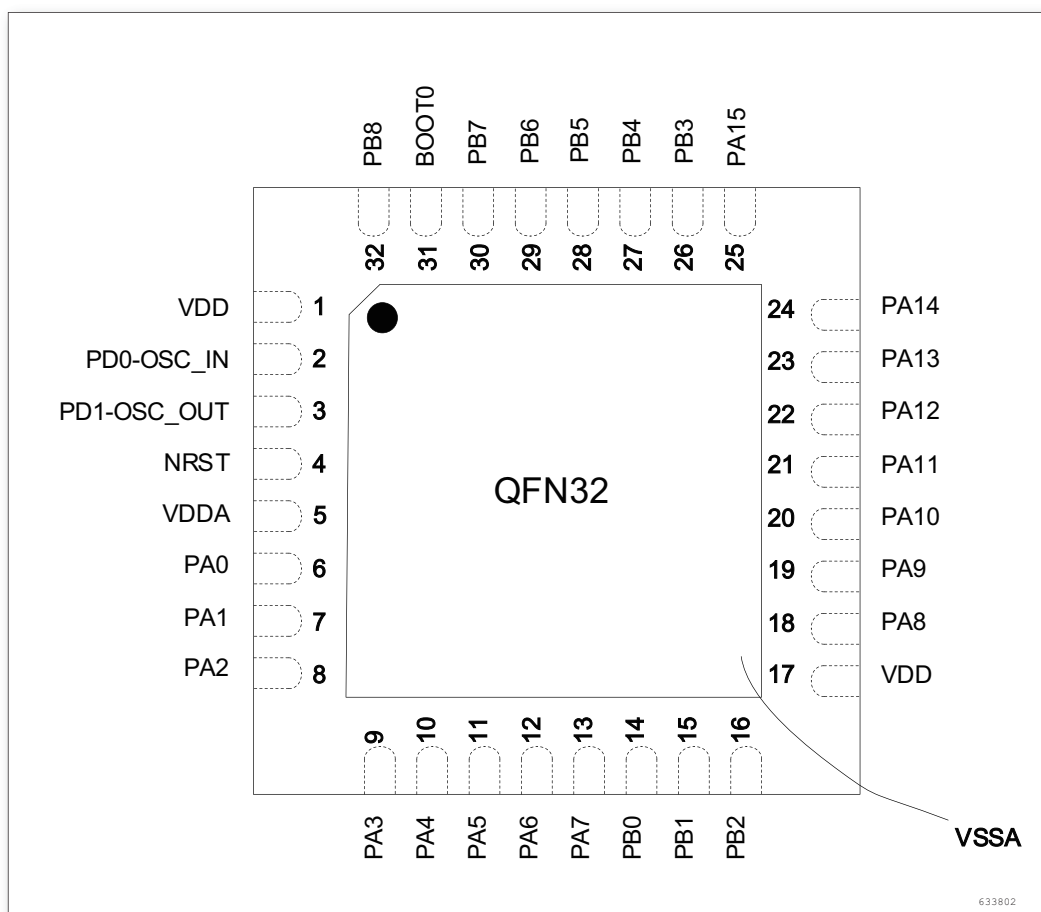 PB8 BOOT0 PB7 PB6 PB5 PB4 PB3 PA15
32 31 30 29 28 27 26 25
VDD 1 24 PA14
PD0-OSC_IN 2 23 PA13
PD1-OSC_OUT 3 22 PA12
NRST 4 21 PA11
VDDA 5 20 PA10
PA0 6 19 PA9
PA1 7 18 PA8
PA2 8 17 VDD
QFN32
9 10 11 12 13 14 15 16
PA3 PA4 PA5 PA6 PA7 PB0 PB1 PB2
VSSA
633802